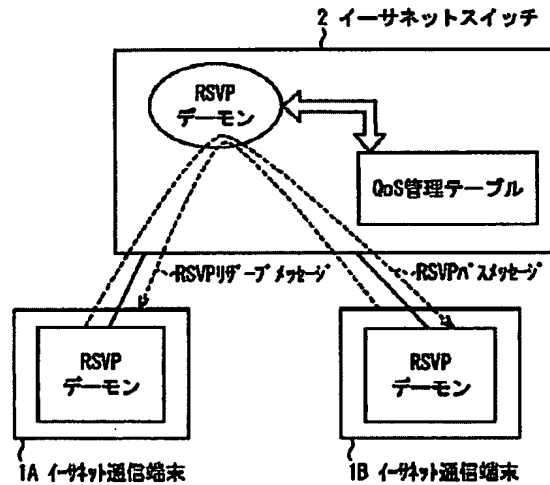 2 イーサネットスイッチ
RSVP
デーモン
QoS管理テーブル
RSVPリザーブメッセージ
RSVPパスメッセージ
RSVP
デーモン
RSVP
デーモン
1A イーサネット通信端末
1B イーサネット通信端末